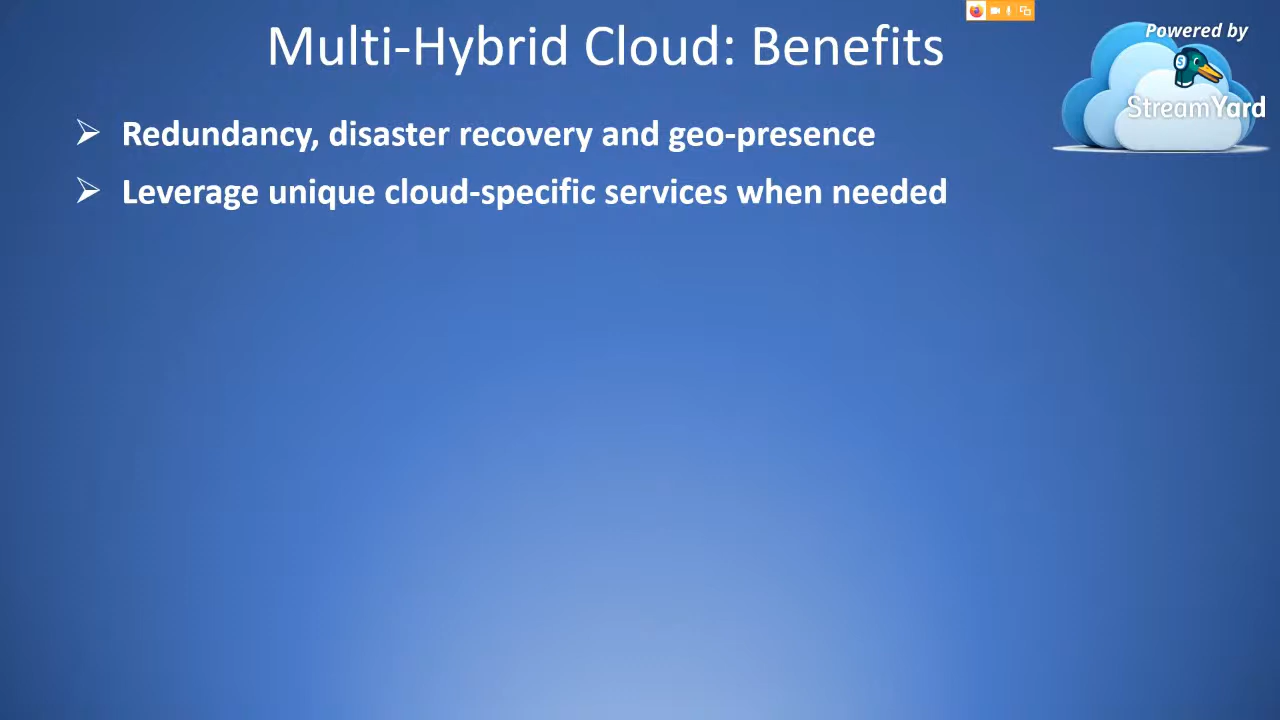 Multi-Hybrid Cloud: Benefits
Powered by
StreamYard
Redundancy, disaster recovery and geo-presence
Leverage unique cloud-specific services when needed